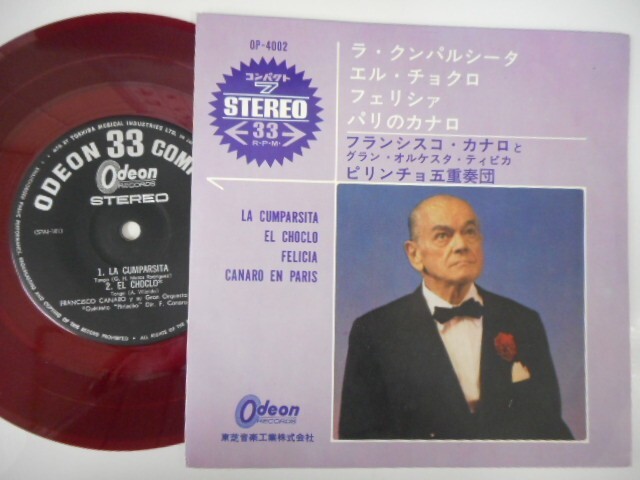 OP-4002
コンパクト
7
STEREO
33
R·P·M·
ラ・クンパルシータ
エル・チョクロ
フェリシァ
パリのカナロ
フランシスコ・カナロと
グラン・オルケスタ・ティピカ
ピリンチョ五重奏団
1
LA CUMPARSITA
EL CHOCLO
FELICIA
CANARO EN PARIS
Odeon
RECORDS
東芝音楽工業株式会社
ODEON 33 COMP
Odeon
RECORDS
STEREO
1. LA CUMPARSITA
2. EL CHOCLO
FRANCISCO CANARO y su Gran Orquesta